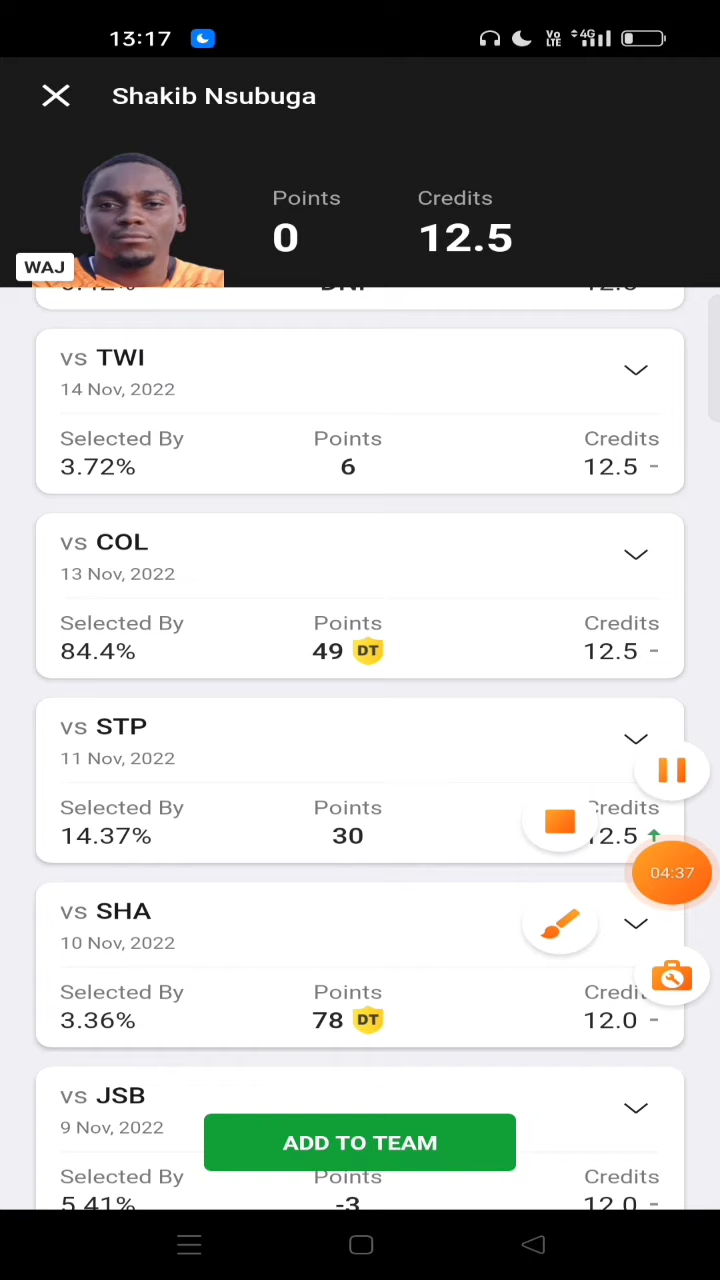 13:17 Vo LTE 4G
Shakib Nsubuga
Points Credits
0 12.5
WAJ
vs TWI
14 Nov, 2022
Selected By Points Credits
3.72% 6 12.5 -
vs COL
13 Nov, 2022
Selected By Points Credits
84.4% 49 DT 12.5 -
vs STP
11 Nov, 2022
Selected By Points Credits
14.37% 30 12.5
04:37
vs SHA
10 Nov, 2022
Selected By Points Credits
3.36% 78 DT 12.0 -
vs JSB
9 Nov, 2022
ADD TO TEAM
Selected By Points Credits
5.41% -3 12.0 -